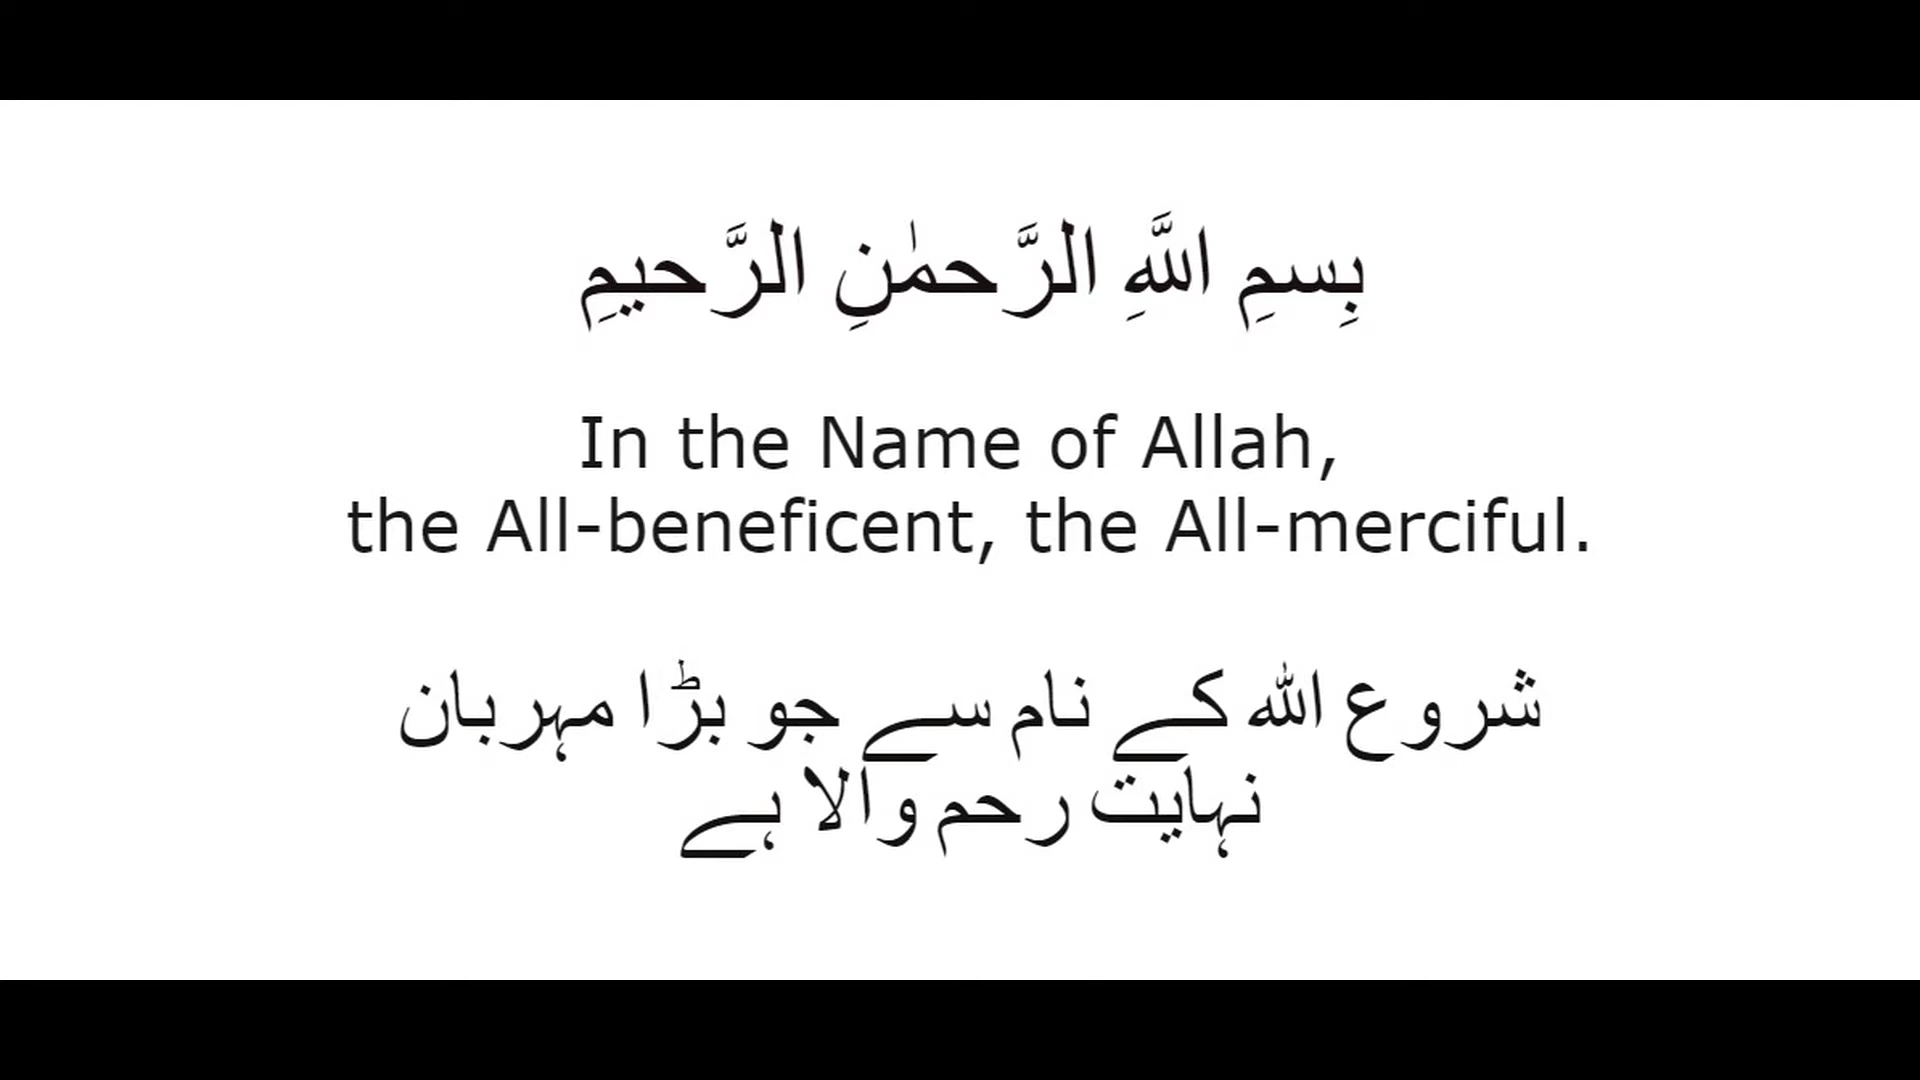 بِسمِ اللَّهِ الرَّحمٰنِ الرَّحيمِ
In the Name of Allah,
the All-beneficent, the All-merciful.
شروع الله کے نام سے جو بڑا مہربان
نہایت رحم والا ہے